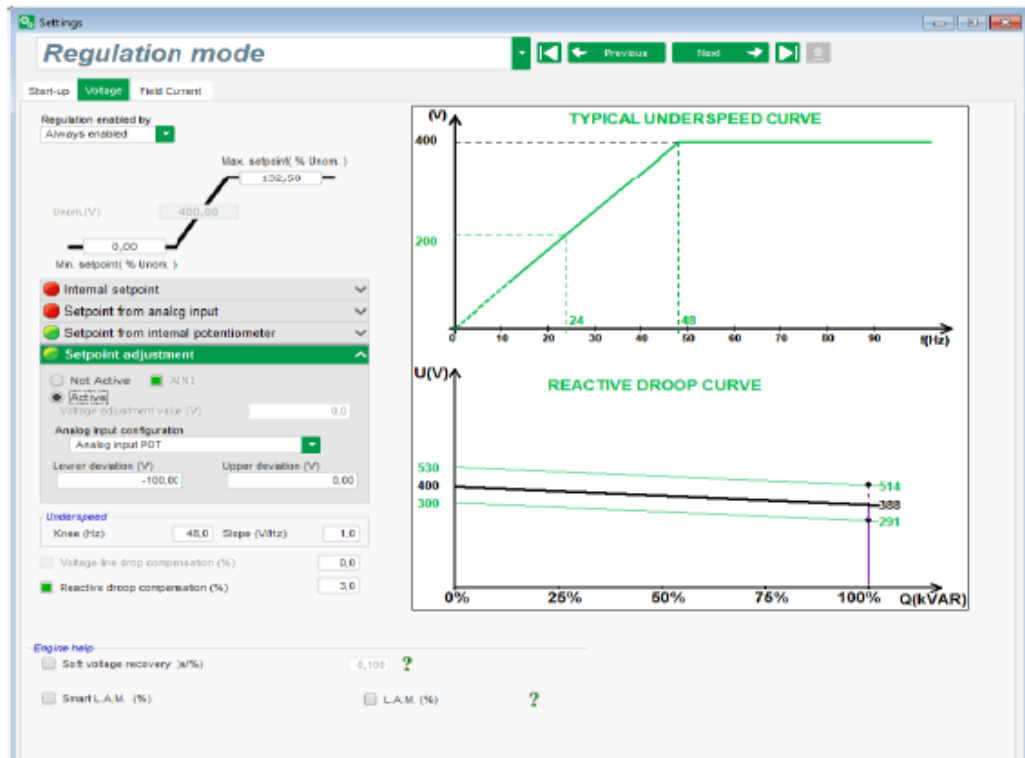 Settings
Regulation mode
Previous
Next
Start-up
Voltage
Field Current
Regulation enabled by
Always enabled
Max. setpoint( % Unom. )
132,50
Unom.(V)
400,00
0,00
Min. setpoint( % Unom. )
Internal setpoint
Setpoint from analog input
Setpoint from internal potentiometer
Setpoint adjustment
Not Active
AIN1
Active
Voltage adjustment value (V)
0,0
Analog input configuration
Analog input POT
Lower deviation (V)
Upper deviation (V)
-100,00
0,00
Underspeed
Knee (Hz)
48,0
Slope (V/Hz)
1,0
Voltage line drop compensation (%)
0,0
Reactive droop compensation (%)
3,0
Engine help
Soft voltage recovery (s/%)
0,100
?
Smart L.A.M. (%)
L.A.M. (%)
?
(V)
TYPICAL UNDERSPEED CURVE
400
200
24
48
0 10 20 30 40 50 60 70 80 90 f(Hz)
U(V)
REACTIVE DROOP CURVE
530
514
400
388
300
291
0% 25% 50% 75% 100% Q(kVAR)